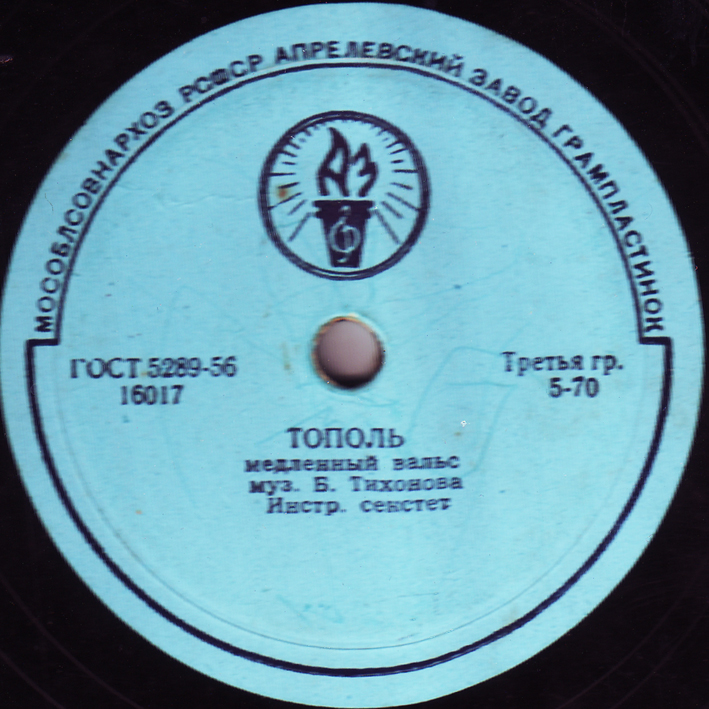 МОСОБЛСОВНАРХОЗ РСФСР АПРЕЛЕВСКИЙ ЗАВОД ГРАМПЛАСТИНОК
АЗ
ГОСТ 5289-56
16017
Третья гр.
5-70
ТОПОЛЬ
медленный вальс
муз. Б. Тихонова
Инстр. секстет